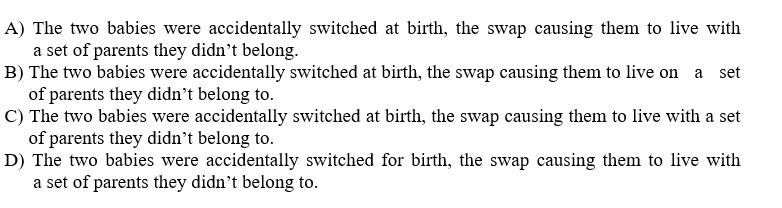 A) The two babies were accidentally switched at birth, the swap causing them to live with
a set of parents they didn't belong.
B) The two babies were accidentally switched at birth, the swap causing them to live on a set
of parents they didn't belong to.
C) The two babies were accidentally switched at birth, the swap causing them to live with a set
of parents they didn't belong to.
D) The two babies were accidentally switched for birth, the swap causing them to live with
a set of parents they didn't belong to.